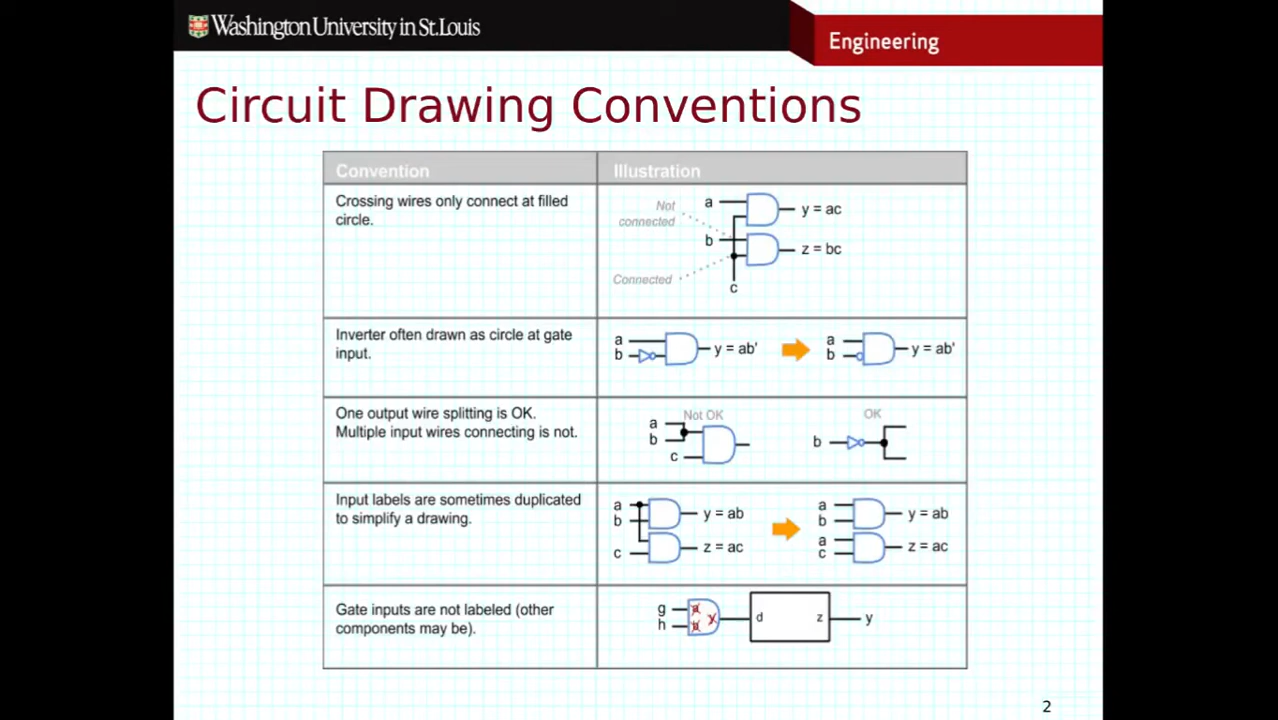 Washington University in St. Louis
Engineering
Circuit Drawing Conventions
Convention
Illustration
Crossing wires only connect at filled
circle.
Not
connected
Connected
a
b
c
y = ac
z = bc
Inverter often drawn as circle at gate
input.
a
b
y = ab'
a
b
y = ab'
One output wire splitting is OK.
Multiple input wires connecting is not.
Not OK
a
b
c
OK
b
Input labels are sometimes duplicated
to simplify a drawing.
a
b
c
y = ab
z = ac
a
b
a
c
y = ab
z = ac
Gate inputs are not labeled (other
components may be).
g
h
a
b
y
d
z
y
2